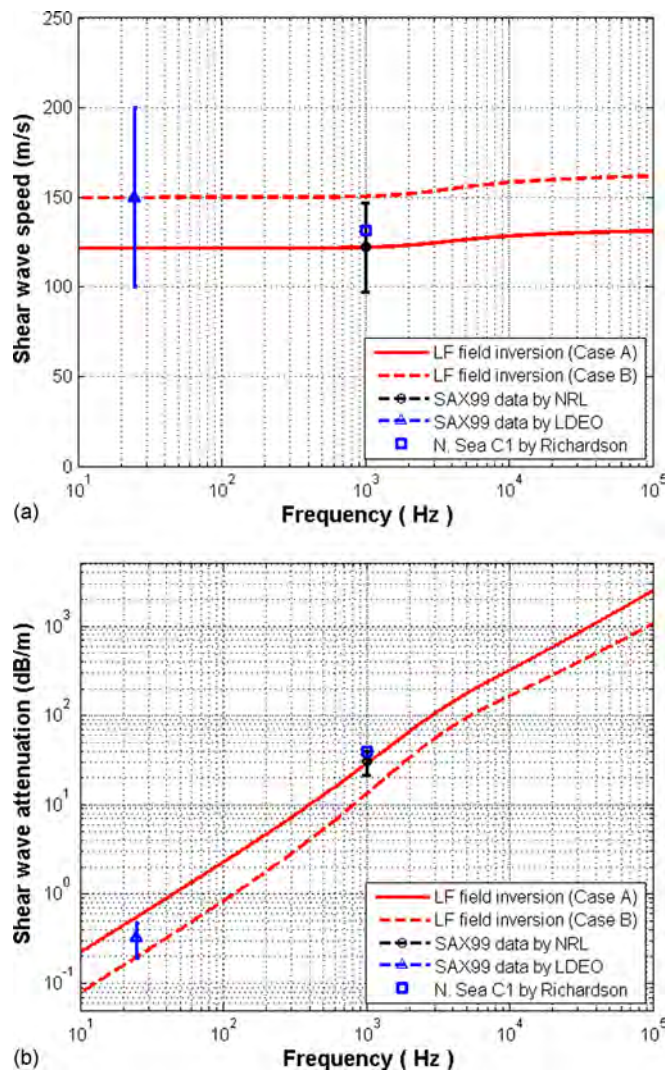 250
200
150
100
50
0
Shear wave speed (m/s)
LF field inversion (Case A)
LF field inversion (Case B)
SAX99 data by NRL
SAX99 data by LDEO
N. Sea C1 by Richardson
10^1 10^2 10^3 10^4 10^5
(a)
Frequency ( Hz )
10^3
10^2
10^1
10^0
10^-1
Shear wave attenuation (dB/m)
LF field inversion (Case A)
LF field inversion (Case B)
SAX99 data by NRL
SAX99 data by LDEO
N. Sea C1 by Richardson
10^1 10^2 10^3 10^4 10^5
(b)
Frequency ( Hz )